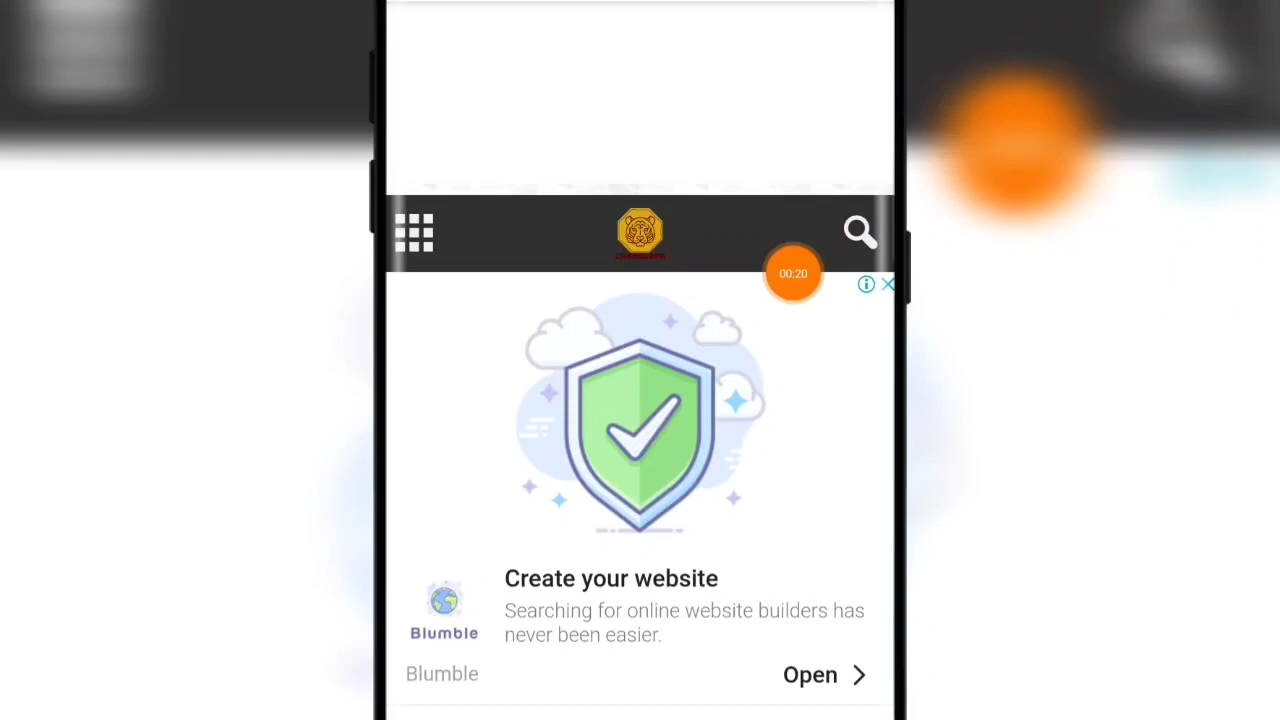 00:20
Create your website
Searching for online website builders has
never been easier.
Blumble
Blumble
Open